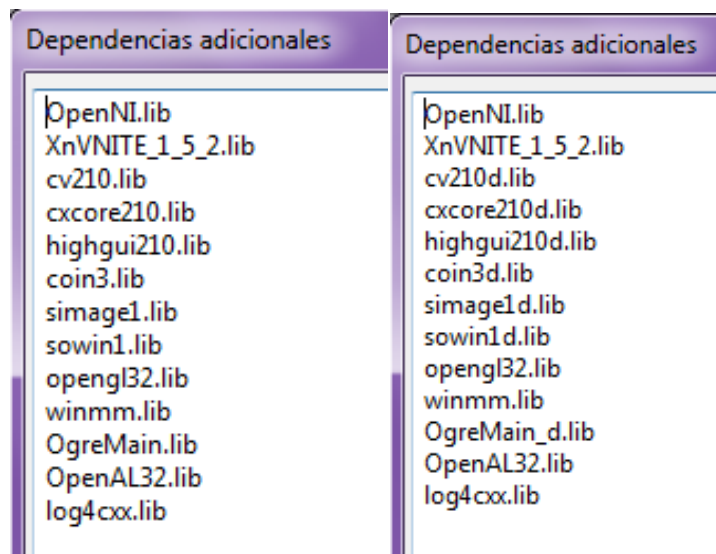 Dependencias adicionales
OpenNI.lib
XnVNITE_1_5_2.lib
cv210.lib
cxcore210.lib
highgui210.lib
coin3.lib
simage1.lib
sowin1.lib
opengl32.lib
winmm.lib
OgreMain.lib
OpenAL32.lib
log4cxx.lib
Dependencias adicionales
OpenNI.lib
XnVNITE_1_5_2.lib
cv210d.lib
cxcore210d.lib
highgui210d.lib
coin3d.lib
simage1d.lib
sowin1d.lib
opengl32.lib
winmm.lib
OgreMain_d.lib
OpenAL32.lib
log4cxx.lib